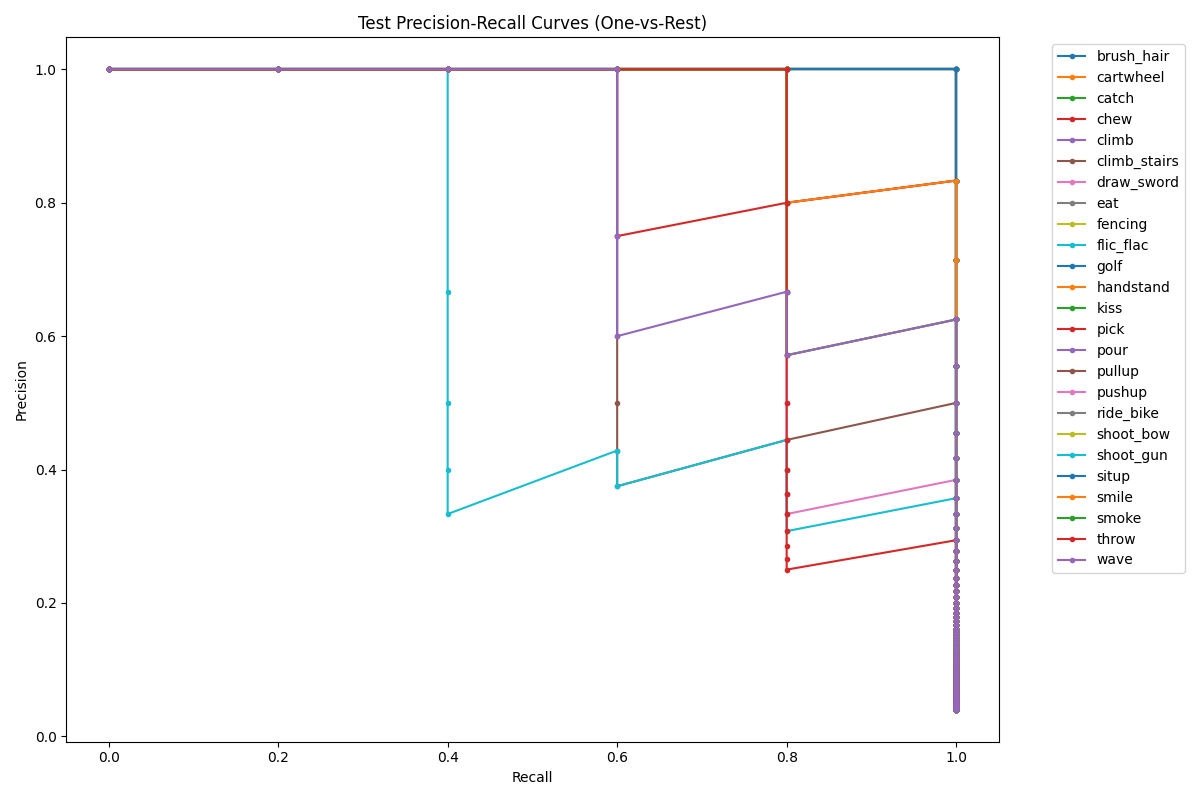 Test Precision-Recall Curves (One-vs-Rest)
Precision
1.0
0.8
0.6
0.4
0.2
0.0
0.0 0.2 0.4 0.6 0.8 1.0
Recall
brush_hair
cartwheel
catch
chew
climb
climb_stairs
draw_sword
eat
fencing
flic_flac
golf
handstand
kiss
pick
pour
pullup
pushup
ride_bike
shoot_bow
shoot_gun
situp
smile
smoke
throw
wave